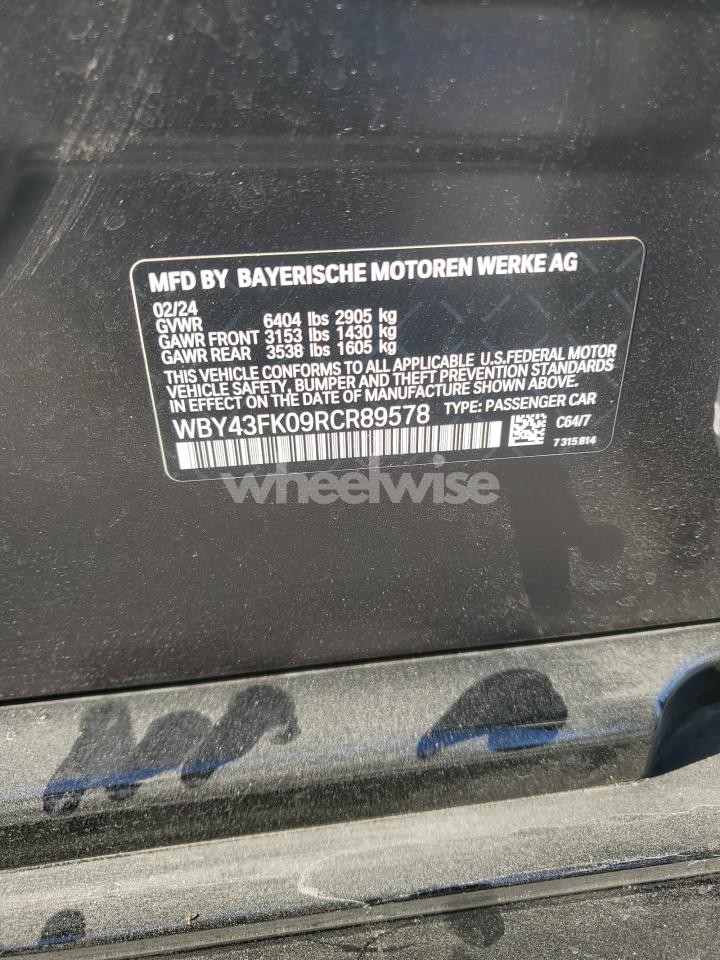 MFD BY BAYERISCHE MOTOREN WERKE AG
02/24
GVWR 6404 lbs 2905 kg
GAWR FRONT 3153 lbs 1430 kg
GAWR REAR 3538 lbs 1605 kg
THIS VEHICLE CONFORMS TO ALL APPLICABLE U.S.FEDERAL MOTOR
VEHICLE SAFETY, BUMPER AND THEFT PREVENTION STANDARDS
IN EFFECT ON THE DATE OF MANUFACTURE SHOWN ABOVE.
WBY43FK09RCR89578 TYPE: PASSENGER CAR
C64/7
7315814
wheelwise